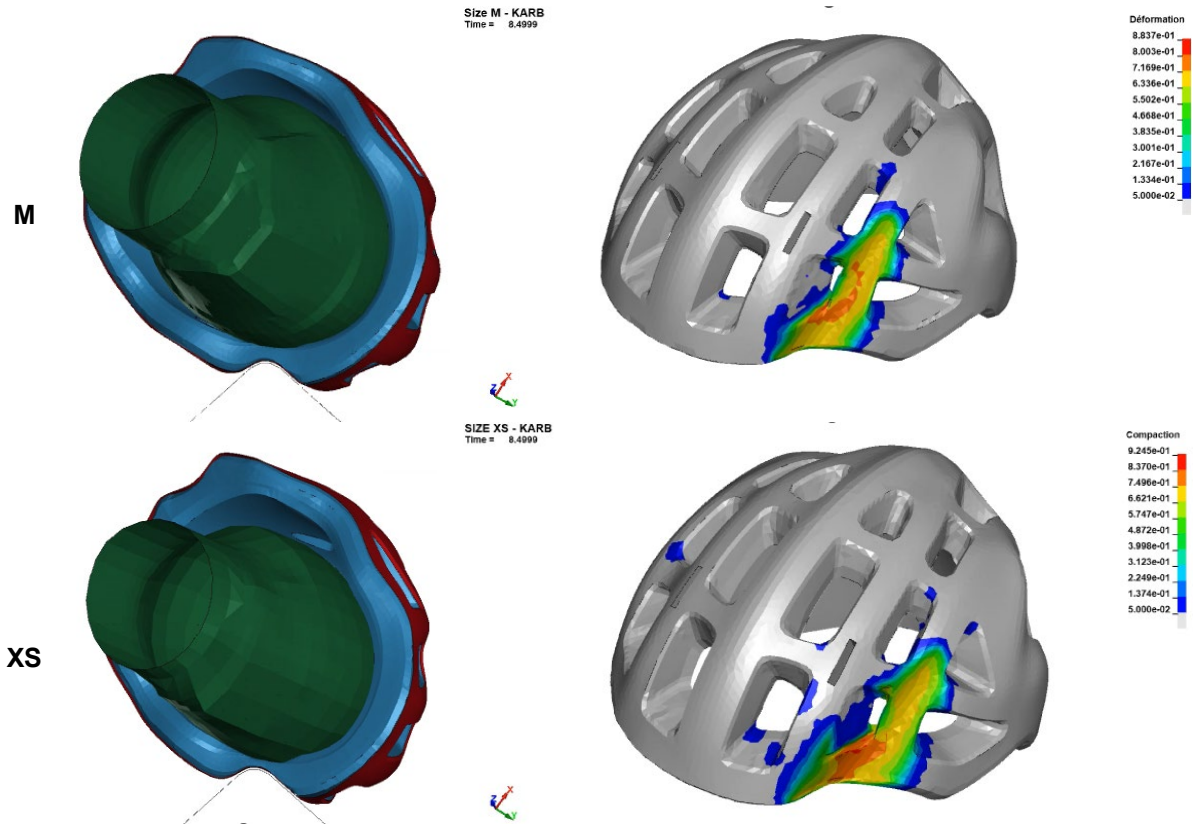 Size M - KARB
Time = 8.4999
Déformation
8.837e-01
8.003e-01
7.169e-01
6.336e-01
5.502e-01
4.668e-01
3.835e-01
3.001e-01
2.167e-01
1.334e-01
5.000e-02
M
X
Z
Y
SIZE XS - KARB
Time = 8.4999
Compaction
9.245e-01
8.370e-01
7.496e-01
6.621e-01
5.747e-01
4.872e-01
3.998e-01
3.123e-01
2.249e-01
1.374e-01
5.000e-02
XS
X
Z
Y